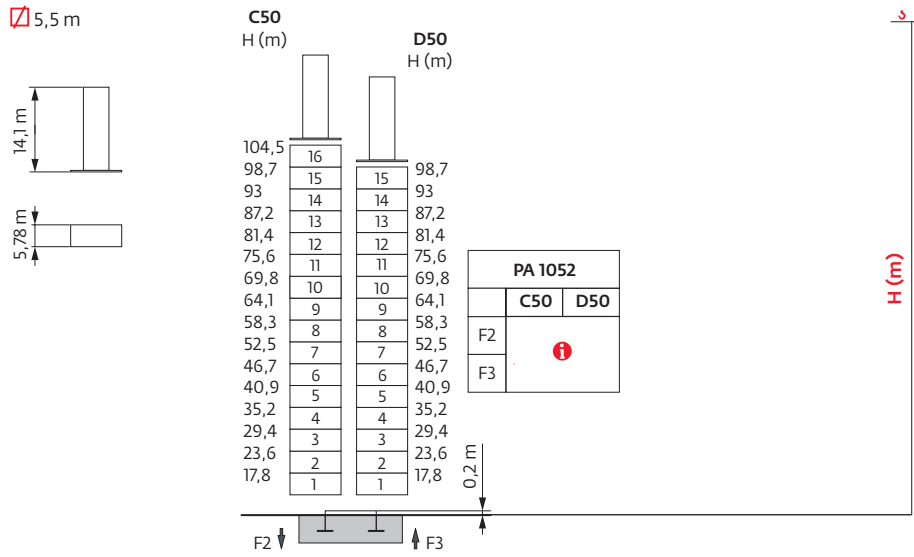 5,5 m
14,1 m
5,78 m
C50
H (m)
D50
H (m)
104,5 16
98,7 15 15 98,7
93 14 14 93
87,2 13 13 87,2
81,4 12 12 81,4
75,6 11 11 75,6
69,8 10 10 69,8
64,1 9 9 64,1
58,3 8 8 58,3
52,5 7 7 52,5
46,7 6 6 46,7
40,9 5 5 40,9
35,2 4 4 35,2
29,4 3 3 29,4
23,6 2 2 23,6
17,8 1 1 17,8
0,2 m
F2 F3
PA 1052
C50 D50
F2
F3
i
H (m)